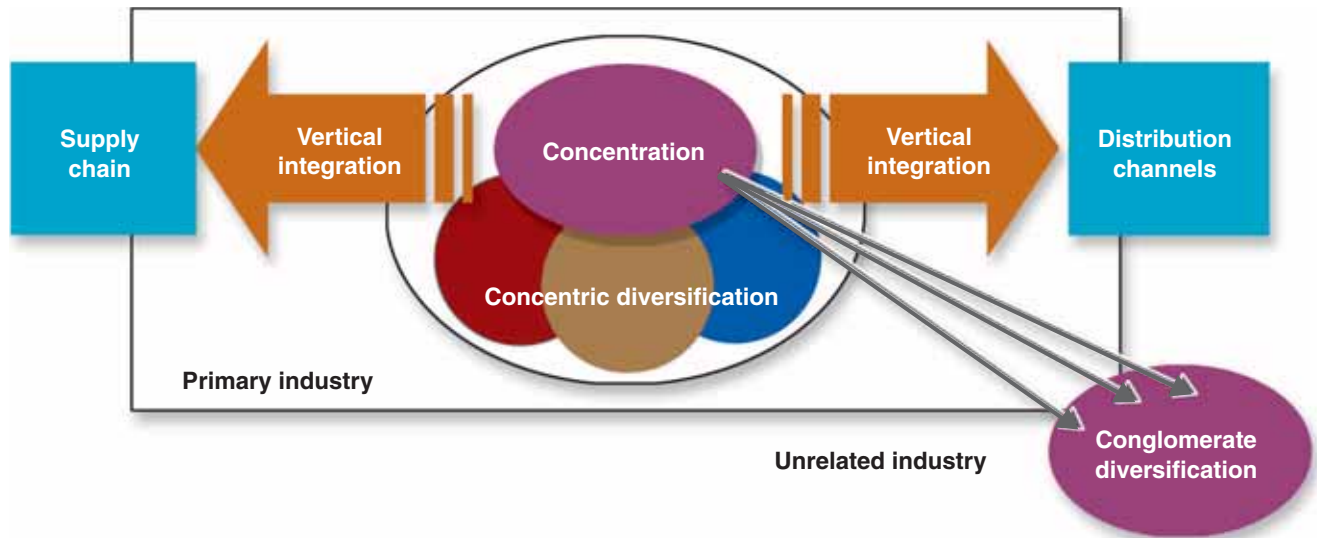 Supply
chain
Vertical
integration
Concentration
Vertical
integration
Distribution
channels
Concentric diversification
Primary industry
Unrelated industry
Conglomerate
diversification